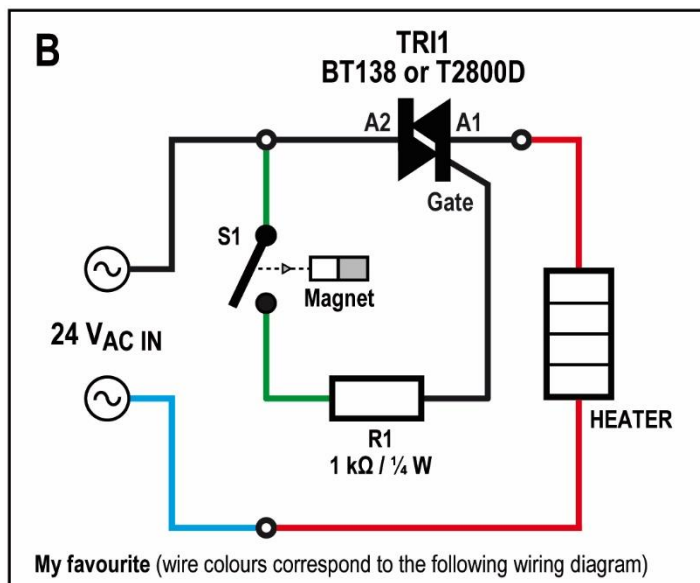 B
TRI1
BT138 or T2800D
A2
A1
Gate
S1
Magnet
24 VAC IN
HEATER
R1
1 kΩ / ¼ W
My favourite (wire colours correspond to the following wiring diagram)